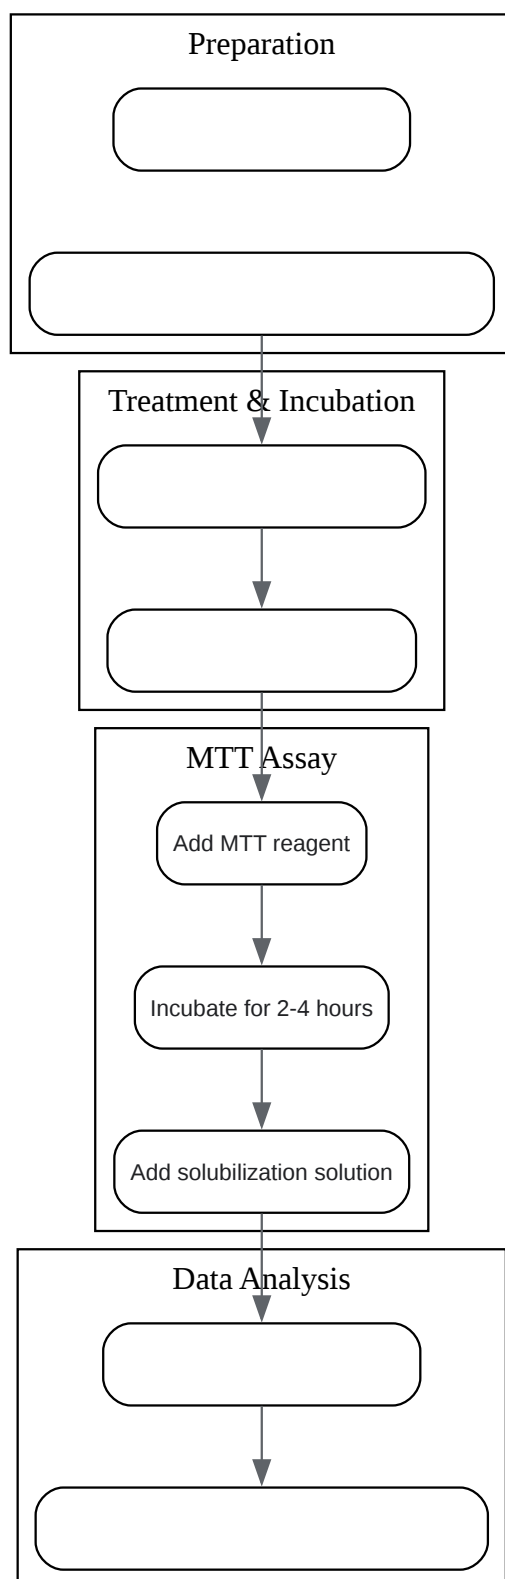 Preparation
Treatment & Incubation
MTT Assay
Add MTT reagent
Incubate for 2-4 hours
Add solubilization solution
Data Analysis